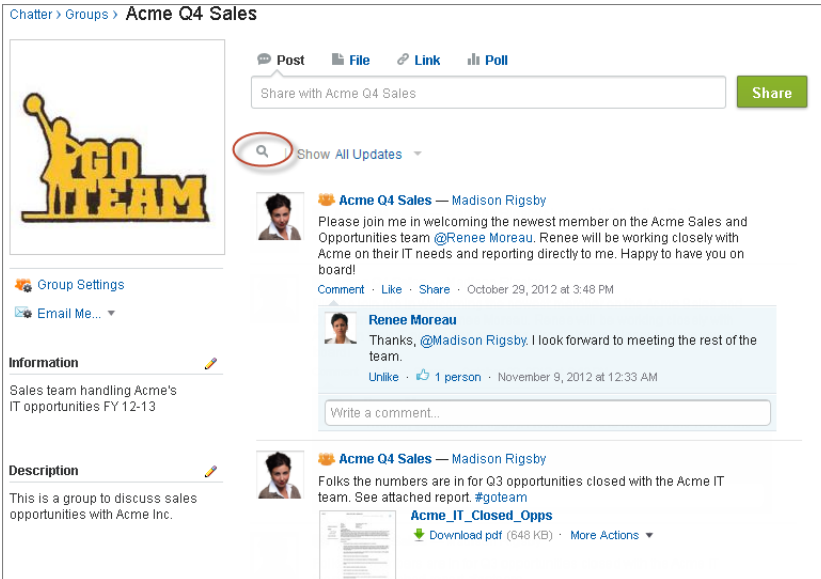 Chatter › Groups › Acme Q4 Sales
GO
TEAM
Group Settings
Email Me...
Information
Sales team handling Acme's
IT opportunities FY 12-13
Description
This is a group to discuss sales
opportunities with Acme Inc.
Post File Link Poll
Share with Acme Q4 Sales
Share
Show All Updates
Acme Q4 Sales — Madison Rigsby
Please join me in welcoming the newest member on the Acme Sales and
Opportunities team @Renee Moreau. Renee will be working closely with
Acme on their IT needs and reporting directly to me. Happy to have you on
board!
Comment · Like · Share · October 29, 2012 at 3:48 PM
Renee Moreau
Thanks, @Madison Rigsby. I look forward to meeting the rest of the
team.
Unlike · 1 person · November 9, 2012 at 12:33 AM
Write a comment...
Acme Q4 Sales — Madison Rigsby
Folks the numbers are in for Q3 opportunities closed with the Acme IT
team. See attached report. #goteam
Acme_IT_Closed_Opps
Download pdf (648 KB) · More Actions